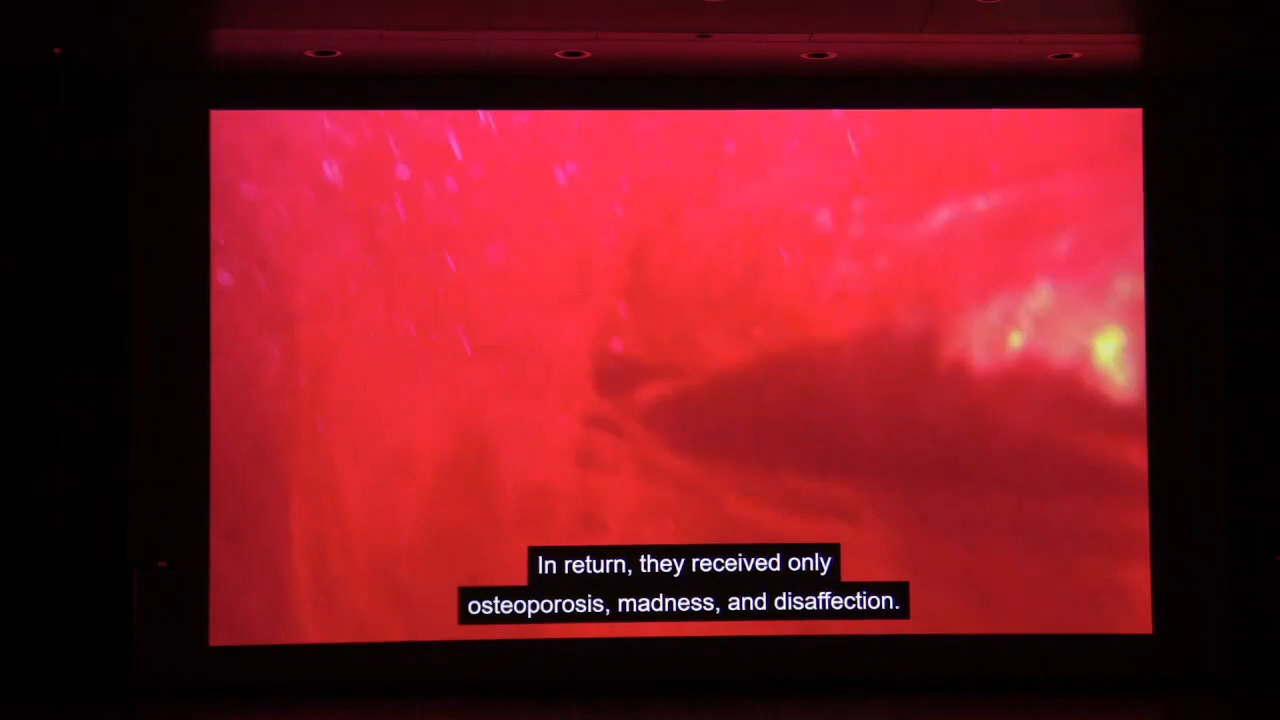 In return, they received only
osteoporosis, madness, and disaffection.